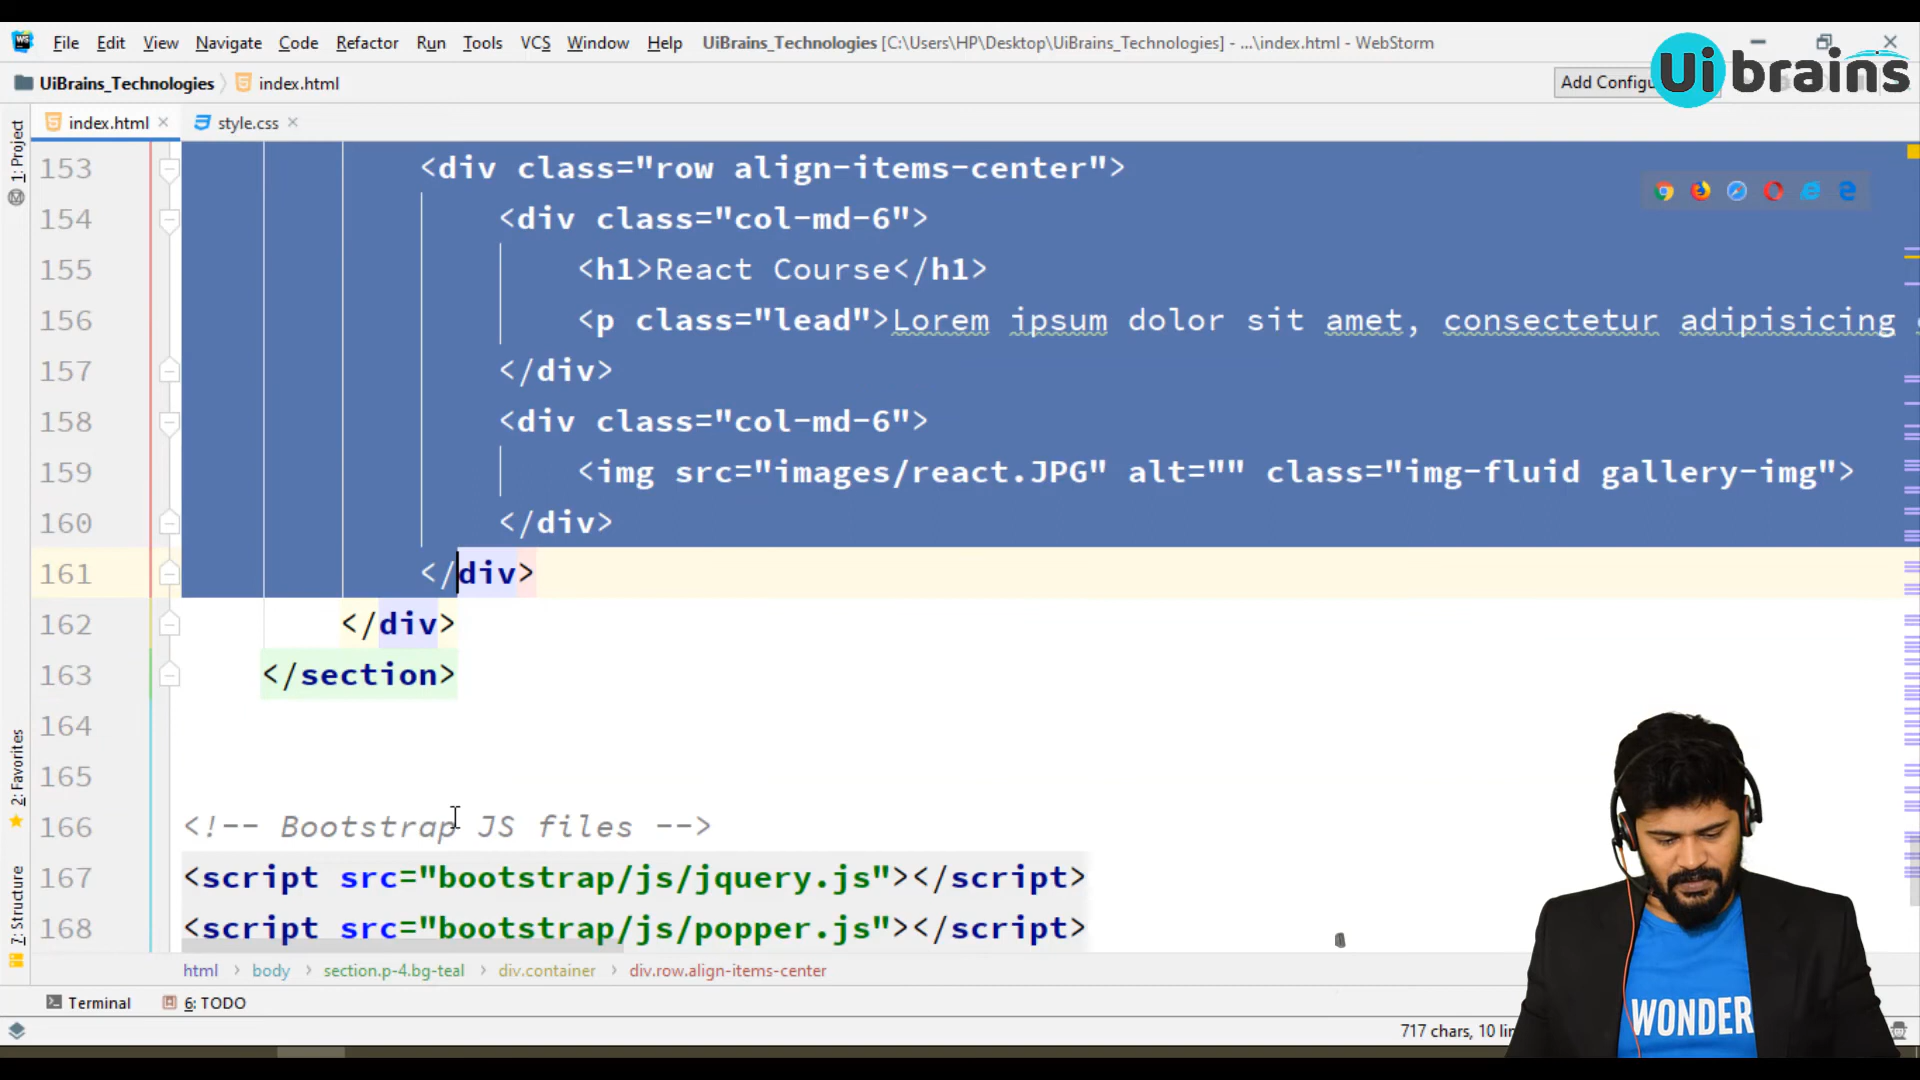 File Edit View Navigate Code Refactor Run Tools VCS Window Help UiBrains_Technologies [C:\Users\HP\Desktop\UiBrains_Technologies] - ...\index.html - WebStorm
Ui brains
UiBrains_Technologies index.html Add Config
index.html style.css
1: Project
153 <div class="row align-items-center">
154 <div class="col-md-6">
155 <h1>React Course</h1>
156 <p class="lead">Lorem ipsum dolor sit amet, consectetur adipisicing
157 </div>
158 <div class="col-md-6">
159 <img src="images/react.JPG" alt="" class="img-fluid gallery-img">
160 </div>
161 </div>
162 </div>
163 </section>
164
165
166 <!-- Bootstrap JS files -->
167 <script src="bootstrap/js/jquery.js"></script>
168 <script src="bootstrap/js/popper.js"></script>
2: Favorites
7: Structure
html body section.p-4.bg-teal div.container div.row.align-items-center
Terminal 6: TODO
717 chars, 10 li
WONDER